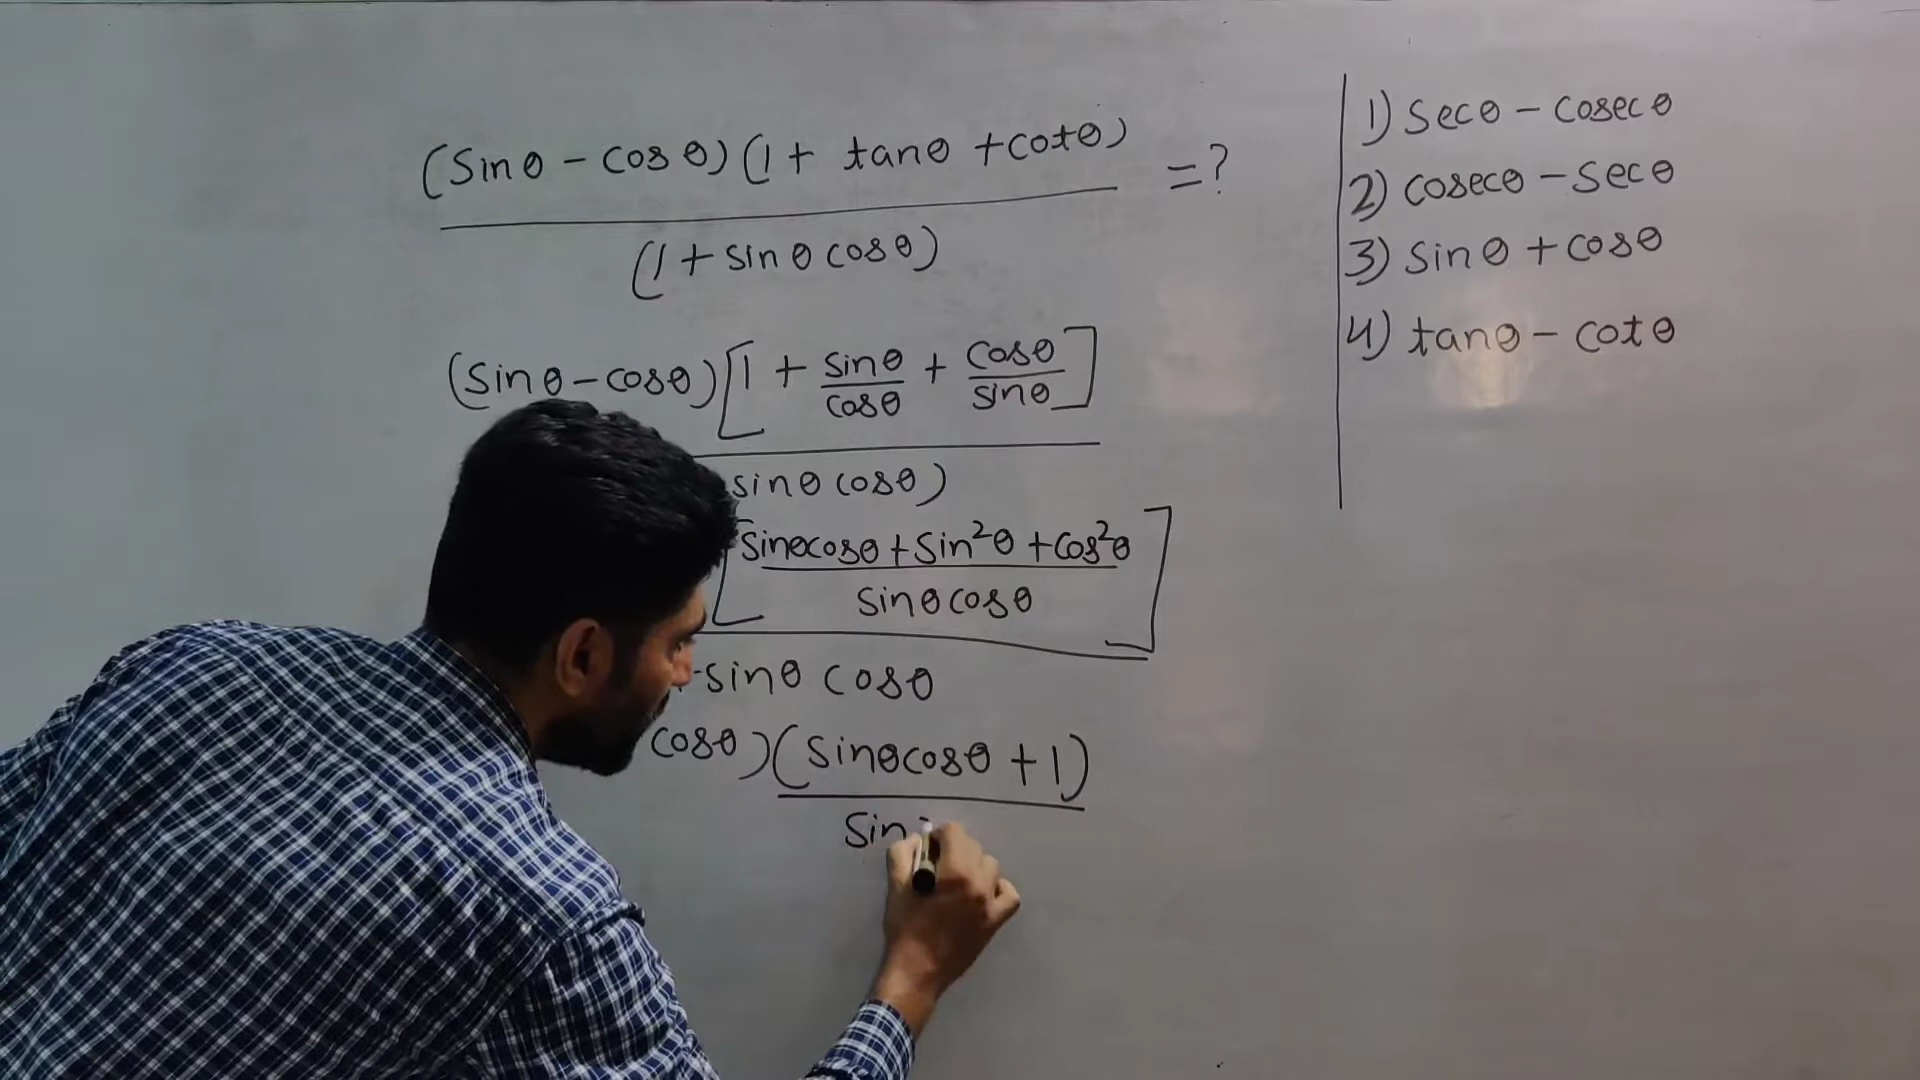 (Sinθ - cosθ)(1 + tanθ + cotθ) = ?
(1 + sinθ cosθ)
(sinθ - cosθ)[1 + sinθ/cosθ + cosθ/sinθ]
sinθ cosθ)
[sinθcosθ + sin²θ + cos²θ]
sinθ cosθ
sinθ cosθ
cosθ)(sinθcosθ + 1)
Sin
1) Secθ - cosecθ
2) cosecθ - secθ
3) sinθ + cosθ
4) tanθ - cotθ